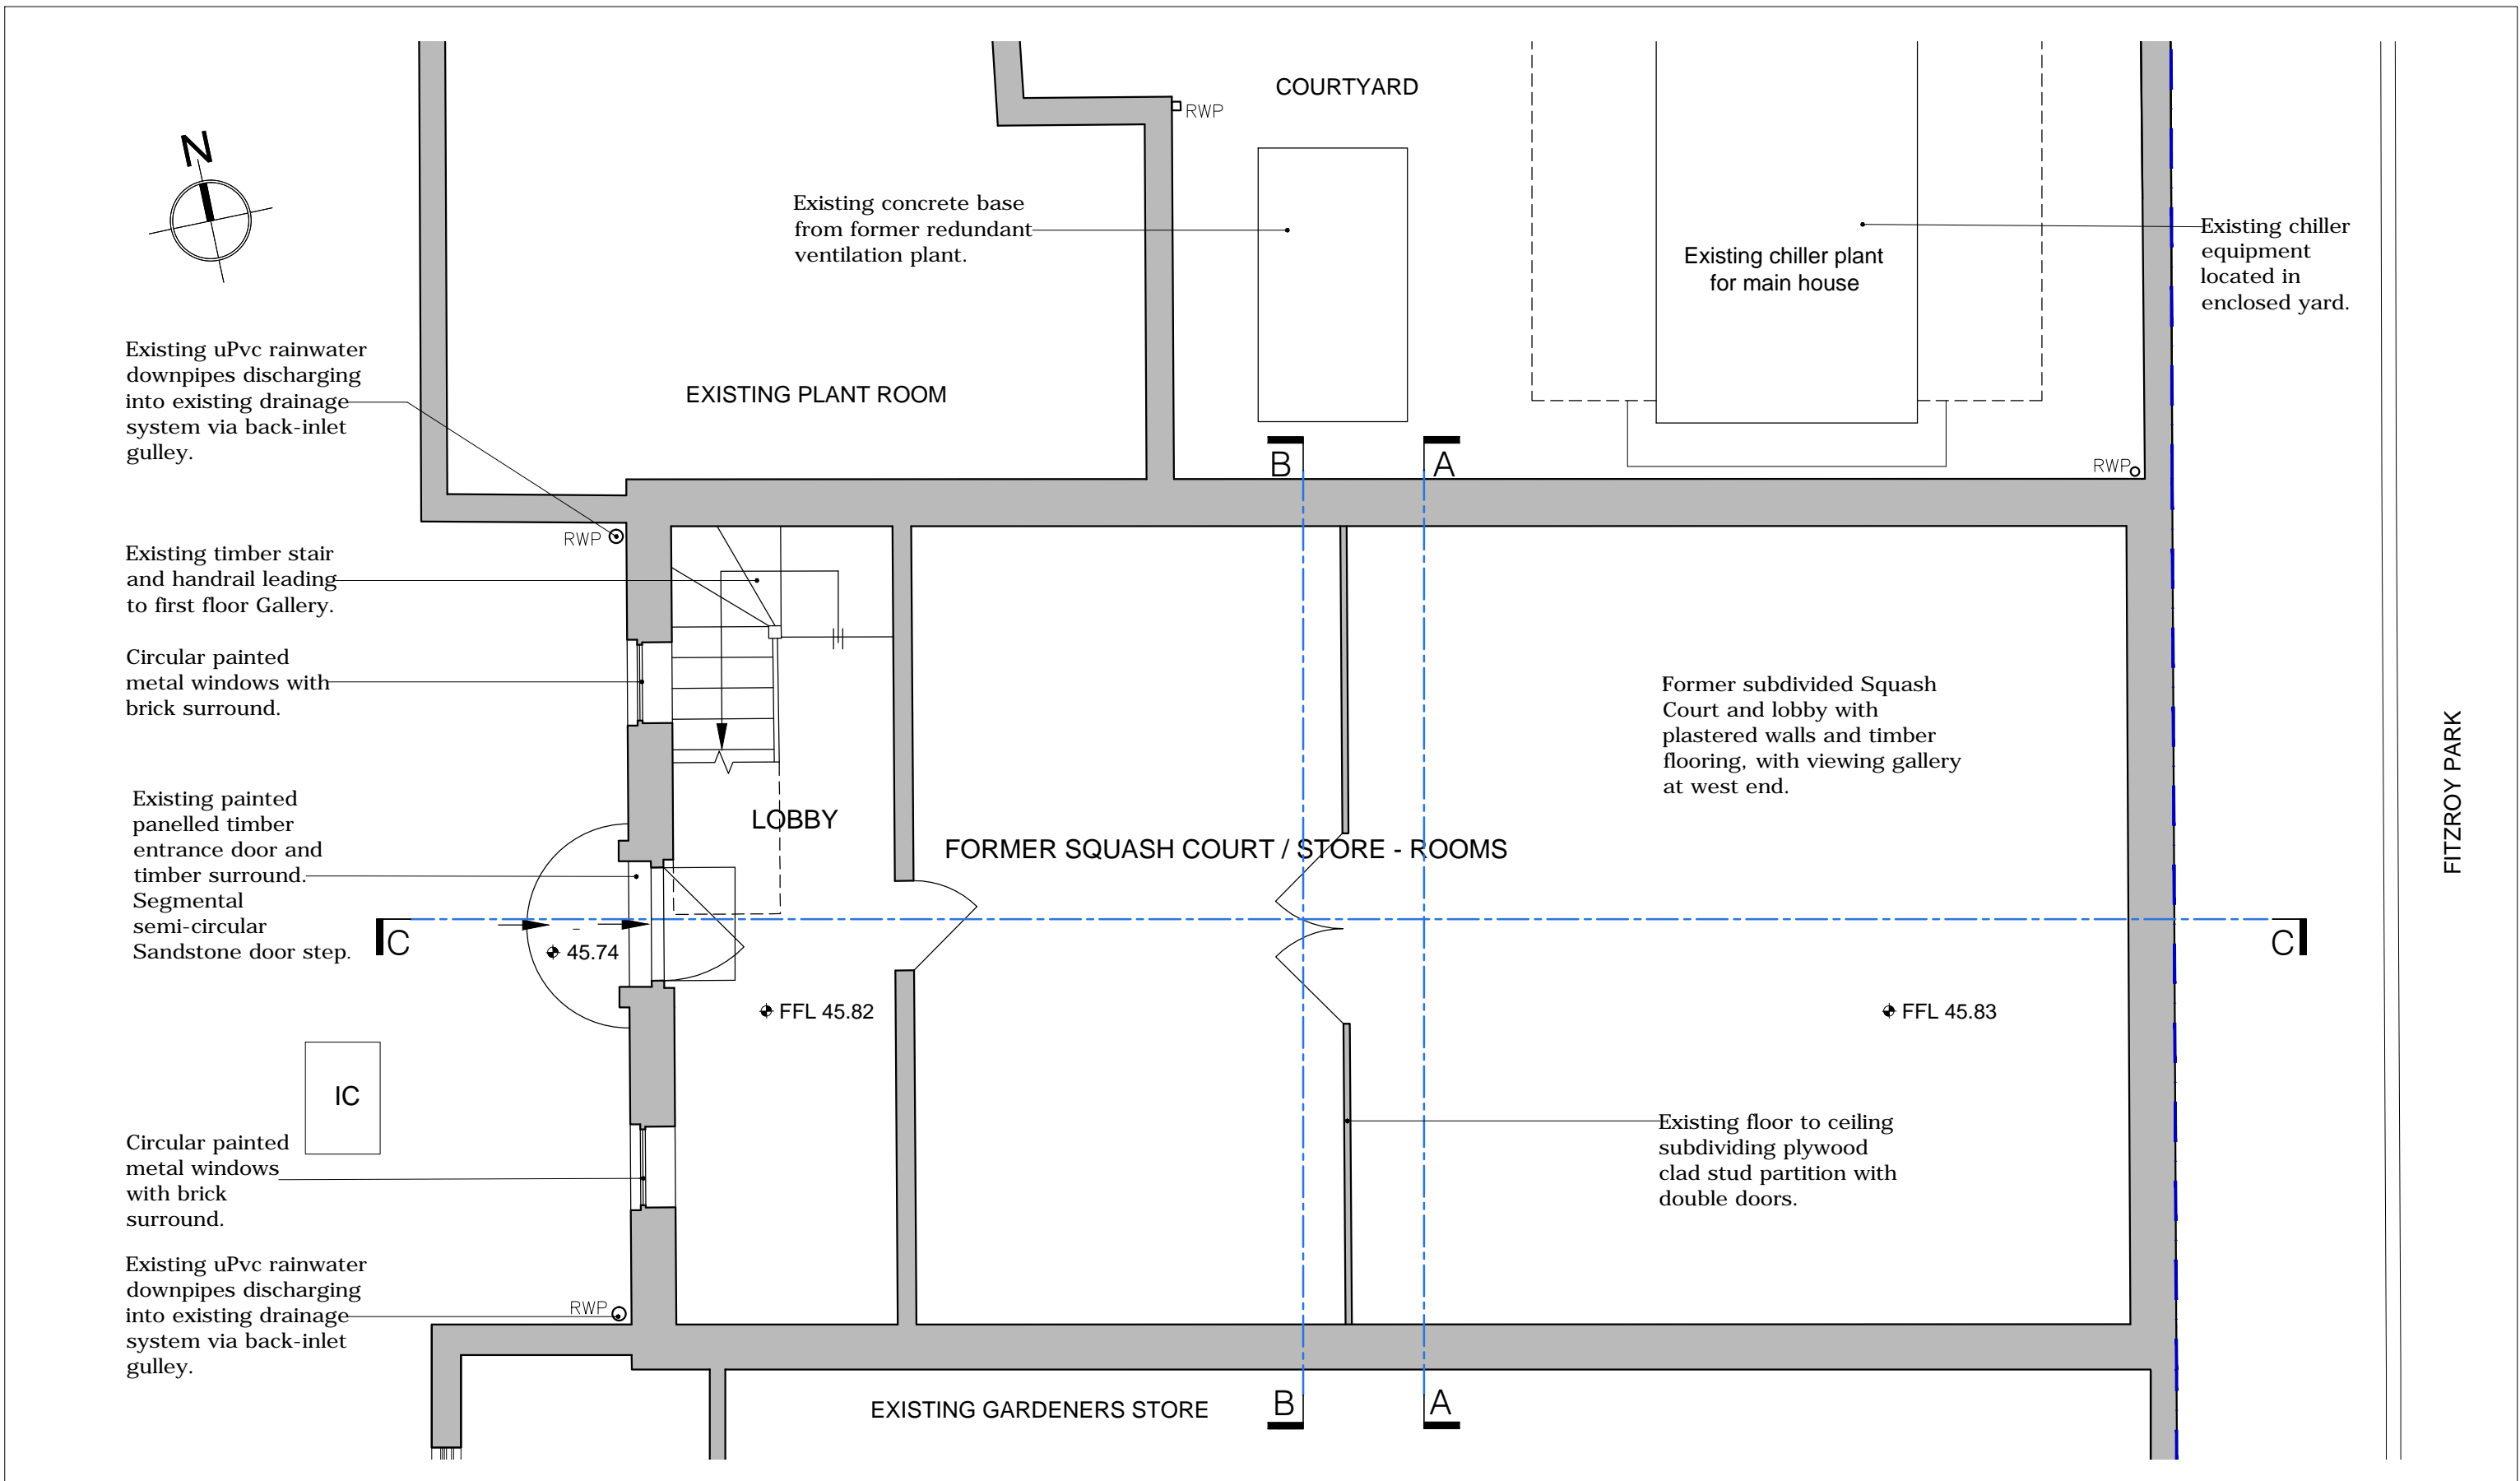 COURTYARD
RWP
N
Existing concrete base
from former redundant
ventilation plant.
Existing chiller plant
for main house
Existing chiller
equipment
located in
enclosed yard.
Existing uPvc rainwater
downpipes discharging
into existing drainage
system via back-inlet
gulley.
EXISTING PLANT ROOM
B
A
RWP
RWP
Existing timber stair
and handrail leading
to first floor Gallery.
Circular painted
metal windows with
brick surround.
Former subdivided Squash
Court and lobby with
plastered walls and timber
flooring, with viewing gallery
at west end.
FITZROY PARK
Existing painted
panelled timber
entrance door and
timber surround.
Segmental
semi-circular
Sandstone door step.
LOBBY
FORMER SQUASH COURT / STORE - ROOMS
C
C
45.74
FFL 45.82
FFL 45.83
IC
Circular painted
metal windows
with brick
surround.
Existing floor to ceiling
subdividing plywood
clad stud partition with
double doors.
Existing uPvc rainwater
downpipes discharging
into existing drainage
system via back-inlet
gulley.
RWP
EXISTING GARDENERS STORE
B
A